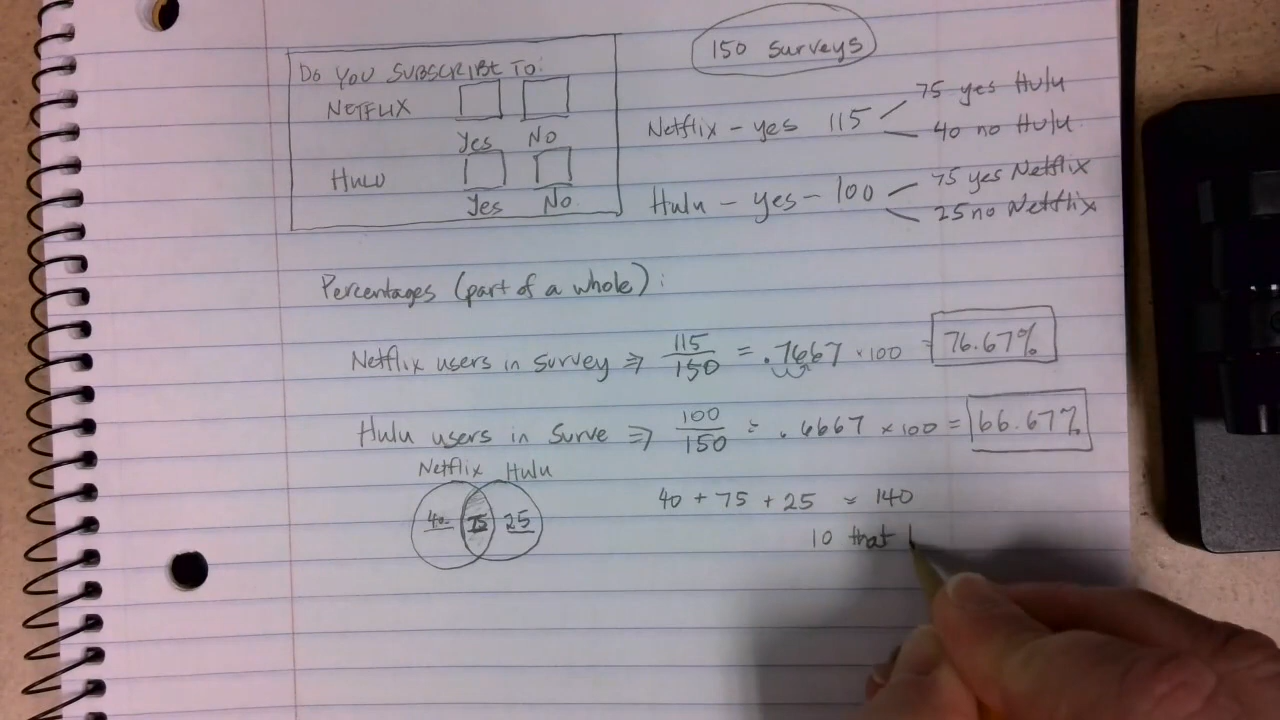 150 surveys
DO YOU SUBSCRIBE TO:
NETFLIX
Yes No
HULU
Yes No
Netflix - yes 115
75 yes Hulu
40 no Hulu
Hulu - yes - 100
75 yes Netflix
25 no Netflix
Percentages (part of a whole):
Netflix users in survey ⇒ 115/150 = .7667 × 100 = 76.67%
Hulu users in Surve ⇒ 100/150 = .6667 × 100 = 66.67%
Netflix Hulu
40 75 25
40 + 75 + 25 = 140
10 that